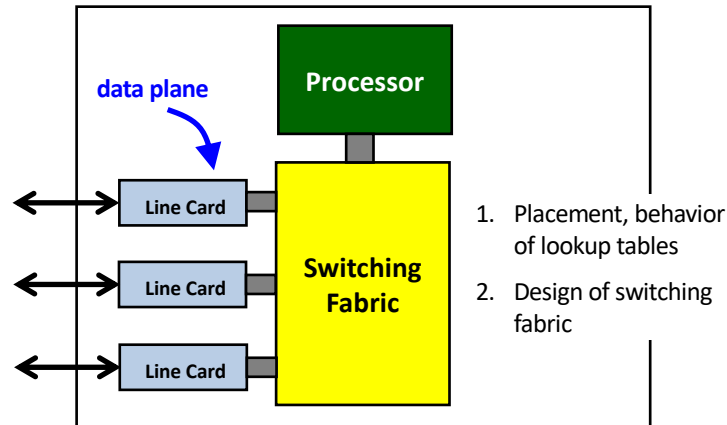 Processor
data plane
Line Card
Line Card
Line Card
Switching
Fabric
1. Placement, behavior
of lookup tables
2. Design of switching
fabric